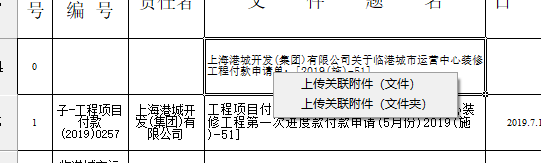 号 编 号 责任者 文 件 题 名 日
0 上海港城开发(集团)有限公司关于临港城市运营中心装修
工程付款申请单:[2019(施)-51]
上传关联附件（文件）
上传关联附件（文件夹）
1 子-工程项目 上海港城开 工程项目付
付款 发(集团)有 修工程第一次进度款付款申请(5月份)2019(施
(2019)0257 限公司 )-51] 2019.7.1